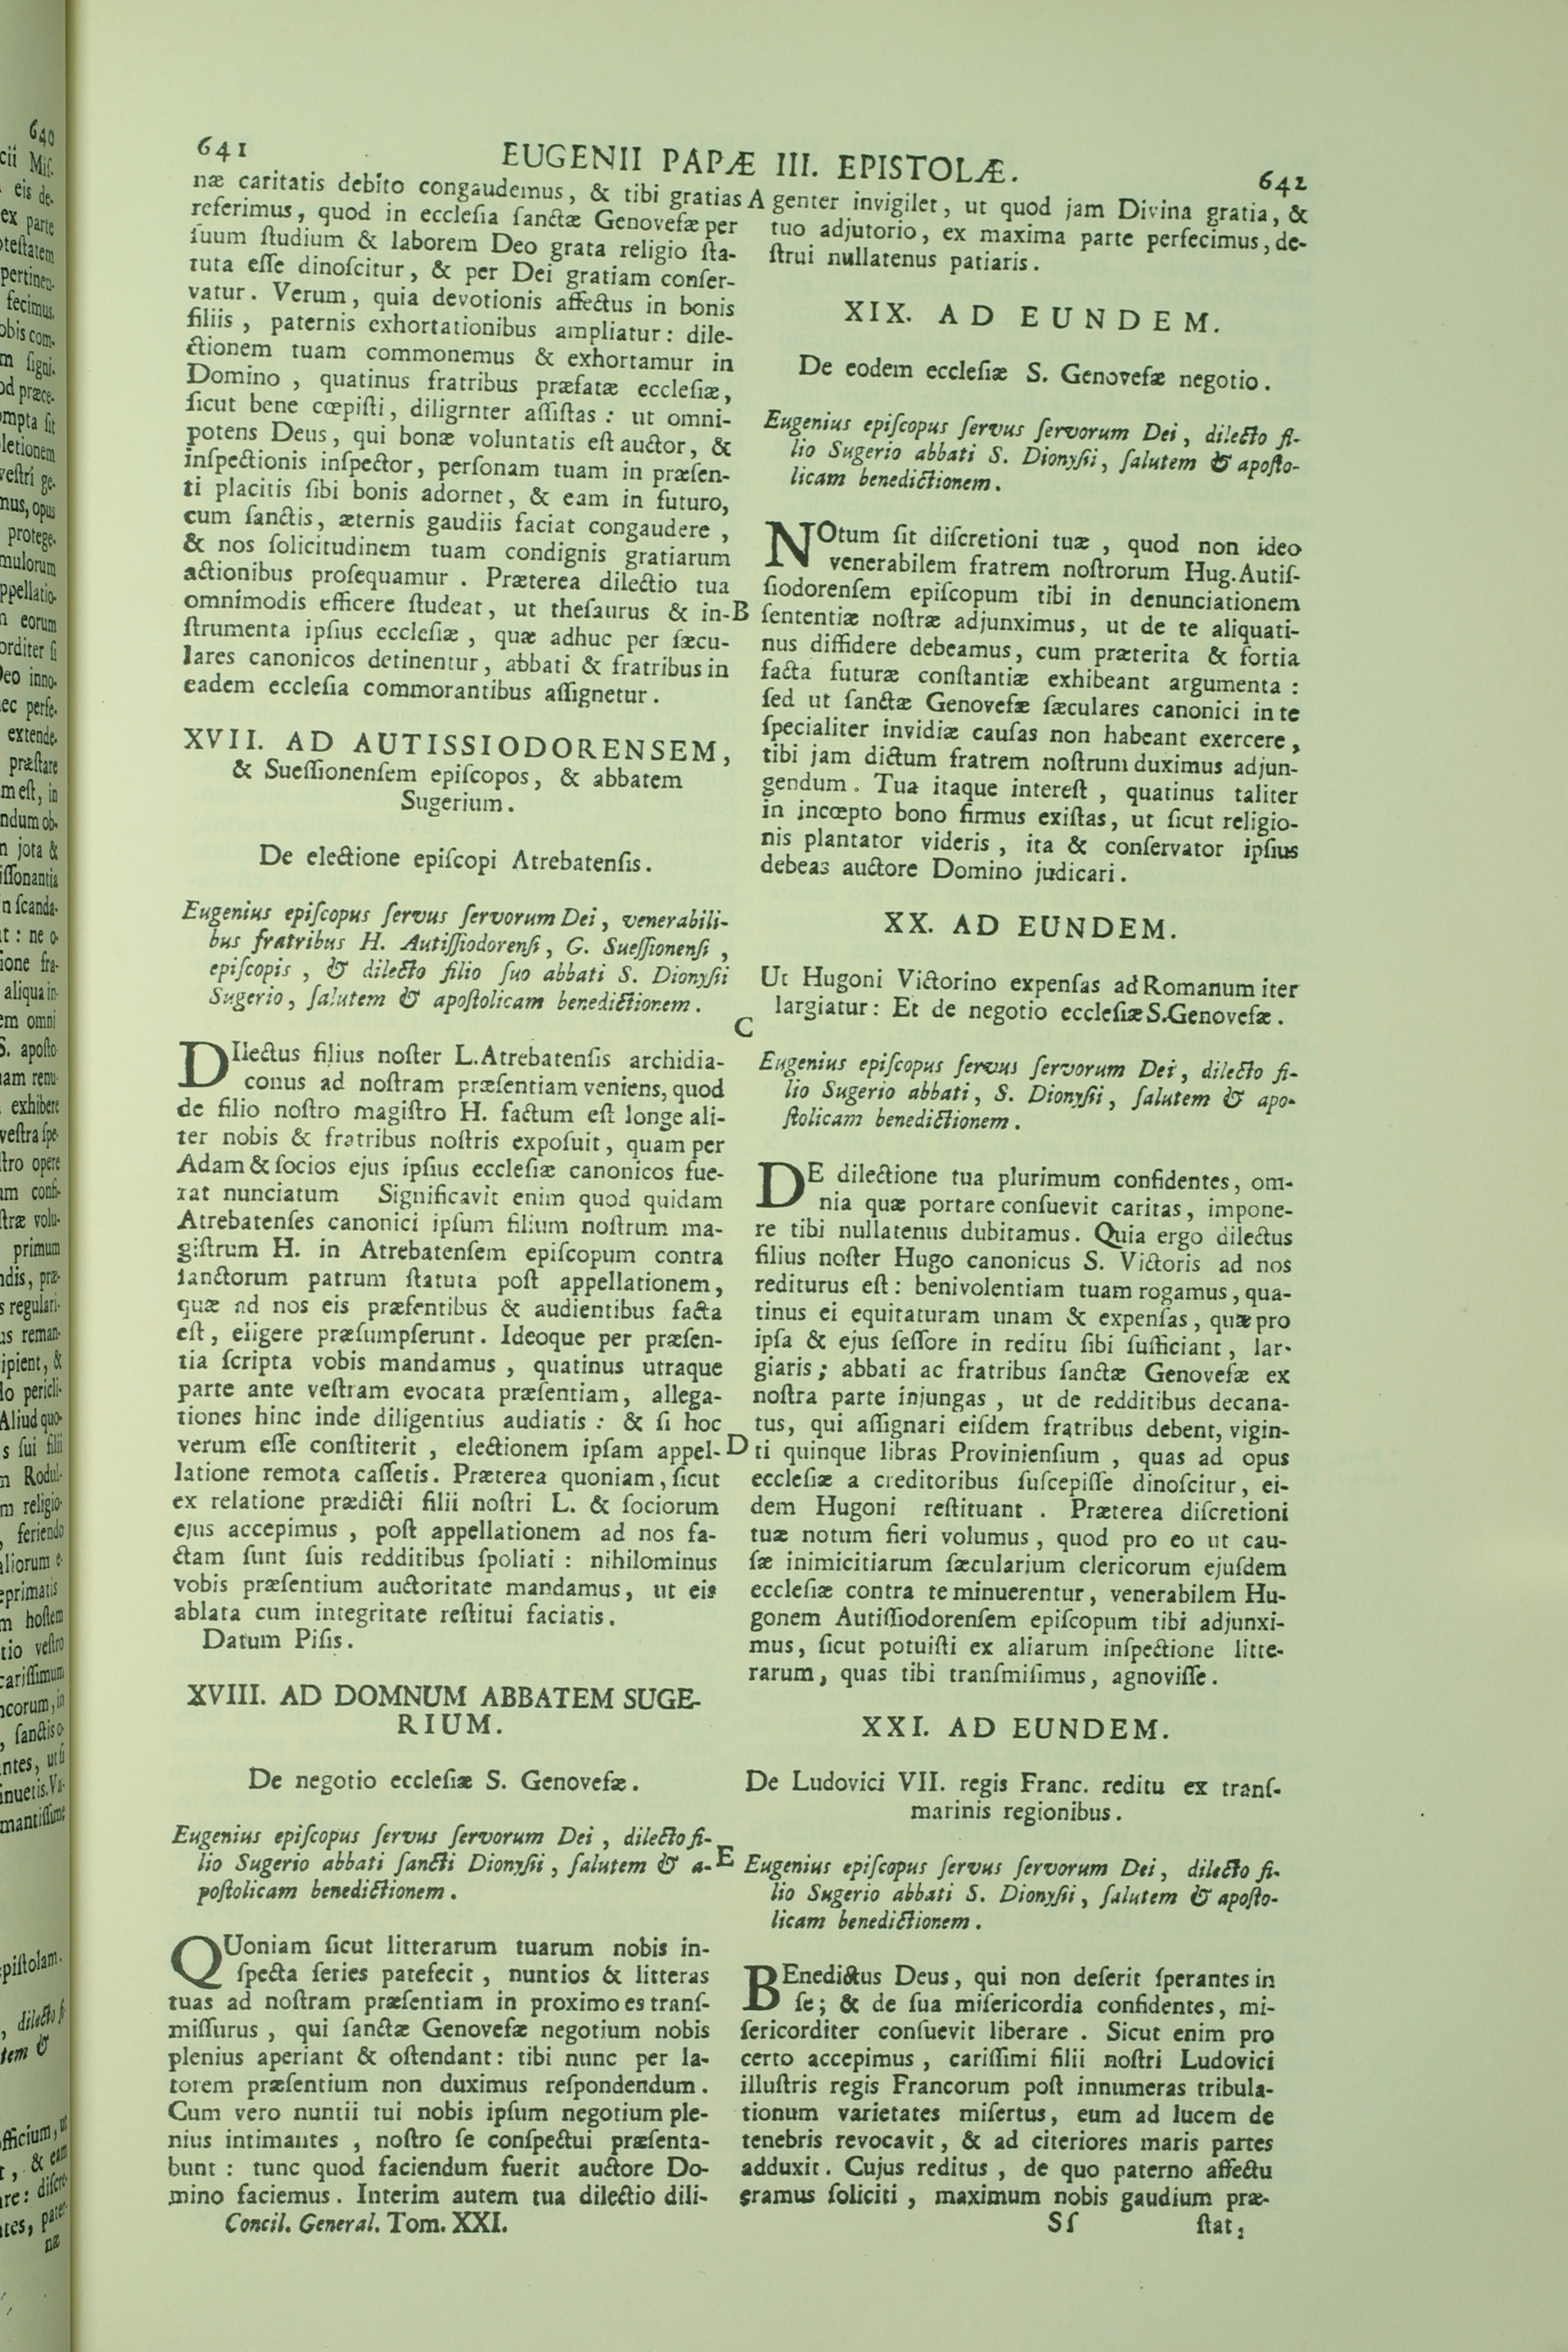 641
EUGENII PAPÆ III. EPISTOLÆ.
642
næ caritatis debito congaudemus, & tibi gratias
referimus, quod in ecclesia sanctæ Genovefæ per
suum studium & laborem Deo grata religio sta-
tuta esse dinoscitur, & per Dei gratiam conser-
vatur. Verum, quia devotionis affectus in bonis
filiis, paternis exhortationibus ampliatur: dile-
ctionem tuam commonemus & exhortamur in
Domino, quatinus fratribus præfatæ ecclesiæ,
sicut bene cœpisti, diligrnter assistas: ut omni-
potens Deus, qui bonæ voluntatis est auctor, &
inspectionis inspector, personam tuam in præsen-
ti placitis sibi bonis adornet, & eam in futuro,
cum sanctis, æternis gaudiis faciat congaudere,
& nos solicitudinem tuam condignis gratiarum
actionibus prosequamur. Præterea dilectio tua
omnimodis efficere studeat, ut thesaurus & in-
strumenta ipsius ecclesiæ, quæ adhuc per sæcu-
lares canonicos detinentur, abbati & fratribus in
eadem ecclesia commorantibus assignetur.
XVII. AD AUTISSIODORENSEM,
& Suessionensem episcopos, & abbatem
Sugerium.
De electione episcopi Atrebatensis.
Eugenius episcopus servus servorum Dei, venerabili-
bus fratribus H. Autissiodorensi, G. Suessionensi,
episcopis, & dilecto filio suo abbati S. Dionysii
Sugerio, salutem & apostolicam benedictionem.
DIlectus filius noster L. Atrebatensis archidia-
conus ad nostram præsentiam veniens, quod
de filio nostro magistro H. factum est longe ali-
ter nobis & fratribus nostris exposuit, quam per
Adam & socios ejus ipsius ecclesiæ canonicos fue-
rat nunciatum Significavit enim quod quidam
Atrebatenses canonici ipsum filium nostrum ma-
gistrum H. in Atrebatensem episcopum contra
sanctorum patrum statuta post appellationem,
quæ ad nos eis præsentibus & audientibus facta
est, eligere præsumpserunt. Ideoque per præsen-
tia scripta vobis mandamus, quatinus utraque
parte ante vestram evocata præsentiam, allega-
tiones hinc inde diligentius audiatis: & si hoc
verum esse constiterit, electionem ipsam appel-
latione remota cassetis. Præterea quoniam, sicut
ex relatione prædicti filii nostri L. & sociorum
ejus accepimus, post appellationem ad nos fa-
ctam sunt suis redditibus spoliati: nihilominus
vobis præsentium auctoritate mandamus, ut eis
ablata cum integritate restitui faciatis.
Datum Pisis.
XVIII. AD DOMNUM ABBATEM SUGE-
RIUM.
De negotio ecclesiæ S. Genovefæ.
Eugenius episcopus servus servorum Dei, dilecto fi-
lio Sugerio abbati sancti Dionysii, salutem & a-
postolicam benedictionem.
QUoniam sicut litterarum tuarum nobis in-
specta series patefecit, nuntios & litteras
tuas ad nostram præsentiam in proximo es trans-
missurus, qui sanctæ Genovefæ negotium nobis
plenius aperiant & ostendant: tibi nunc per la-
torem præsentium non duximus respondendum.
Cum vero nuntii tui nobis ipsum negotium ple-
nius intimantes, nostro se conspectui præsenta-
bunt: tunc quod faciendum fuerit auctore Do-
mino faciemus. Interim autem tua dilectio dili-
Concil. General. Tom. XXI.
A
B
C
D
E
genter invigilet, ut quod jam Divina gratia, &
tuo adjutorio, ex maxima parte perfecimus, de-
strui nullatenus patiaris.
XIX. AD EUNDEM.
De eodem ecclesiæ S. Genovefæ negotio.
Eugenius episcopus servus servorum Dei, dilecto fi-
lio Sugerio abbati S. Dionysii, salutem & aposto-
licam benedictionem.
NOtum sit discretioni tuæ, quod non ideo
venerabilem fratrem nostrorum Hug. Autis-
siodorensem episcopum tibi in denunciationem
sententiæ nostræ adjunximus, ut de te aliquati-
nus diffidere debeamus, cum præterita & fortia
facta futuræ constantiæ exhibeant argumenta:
sed ut sanctæ Genovefæ sæculares canonici in te
specialiter invidiæ causas non habeant exercere,
tibi jam dictum fratrem nostrum duximus adjun-
gendum. Tua itaque interest, quatinus taliter
in incœpto bono firmus existas, ut sicut religio-
nis plantator videris, ita & conservator ipsius
debeas auctore Domino judicari.
XX. AD EUNDEM.
Ut Hugoni Victorino expensas ad Romanum iter
largiatur: Et de negotio ecclesiæ S. Genovefæ.
Eugenius episcopus servus servorum Dei, dilecto fi-
lio Sugerio abbati, S. Dionysii, salutem & apo-
stolicam benedictionem.
DE dilectione tua plurimum confidentes, om-
nia quæ portare consuevit caritas, impone-
re tibi nullatenus dubitamus. Quia ergo dilectus
filius noster Hugo canonicus S. Victoris ad nos
rediturus est: benivolentiam tuam rogamus, qua-
tinus ei equitaturam unam & expensas, quæ pro
ipsa & ejus sessore in reditu sibi sufficiant, lar-
giaris; abbati ac fratribus sanctæ Genovefæ ex
nostra parte injungas, ut de redditibus decana-
tus, qui assignari eisdem fratribus debent, vigin-
ti quinque libras Proviniensium, quas ad opus
ecclesiæ a creditoribus suscepisse dinoscitur, ei-
dem Hugoni restituant. Præterea discretioni
tuæ notum fieri volumus, quod pro eo ut cau-
sæ inimicitiarum sæcularium clericorum ejusdem
ecclesiæ contra te minuerentur, venerabilem Hu-
gonem Autissiodorensem episcopum tibi adjunxi-
mus, sicut potuisti ex aliarum inspectione litte-
rarum, quas tibi transmisimus, agnovisse.
XXI. AD EUNDEM.
De Ludovici VII. regis Franc. reditu ex trans-
marinis regionibus.
Eugenius episcopus servus servorum Dei, dilecto fi-
lio Sugerio abbati S. Dionysii, salutem & aposto-
licam benedictionem.
BEnedictus Deus, qui non deserit sperantes in
se; & de sua misericordia confidentes, mi-
sericorditer consuevit liberare. Sicut enim pro
certo accepimus, carissimi filii nostri Ludovici
illustris regis Francorum post innumeras tribula-
tionum varietates misertus, eum ad lucem de
tenebris revocavit, & ad citeriores maris partes
adduxit. Cujus reditus, de quo paterno affectu
eramus soliciti, maximum nobis gaudium præ-
Ss
stat;